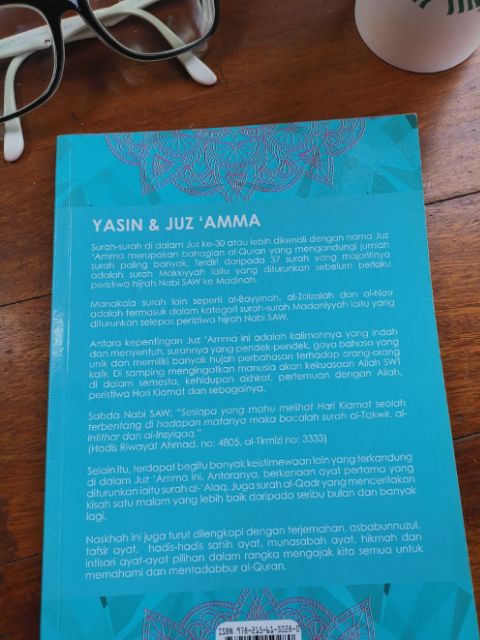 YASIN & JUZ ‘AMMA
Surah-surah di dalam Juz ke-30 atau lebih dikenali dengan nama Juz
‘Amma merupakan bahagian al-Quran yang mengandungi jumlah
surah paling banyak. Terdiri daripada 37 surah yang majoritinya
adalah surah Makkiyyah iaitu yang diturunkan sebelum berlaku
peristiwa hijrah Nabi SAW ke Madinah.
Manakala surah lain seperti al-Bayyinah, al-Zalzalah dan al-Nasr
adalah termasuk dalam kategori surah-surah Madaniyyah iaitu yang
diturunkan selepas peristiwa hijrah Nabi SAW.
Antara kepentingan Juz ‘Amma ini adalah kalimahnya yang indah
dan menyentuh, surahnya yang pendek-pendek, gaya bahasa yang
unik dan memiliki banyak hujah perbahasan terhadap orang-orang
kafir. Di samping mengingatkan manusia akan kekuasaan Allah SWT
di dalam semesta, kehidupan akhirat, pertemuan dengan Allah,
peristiwa Hari Kiamat dan sebagainya.
Sabda Nabi SAW: “Sesiapa yang mahu melihat Hari Kiamat seolah
terbentang di hadapan matanya maka bacalah surah al-Takwir, al-
Infithar dan al-Insyiqaq.”
(Hadis Riwayat Ahmad, no: 4805, al-Tirmizi no: 3333)
Selain itu, terdapat begitu banyak keistimewaan lain yang terkandung
di dalam Juz ‘Amma ini. Antaranya, berkenaan ayat pertama yang
diturunkan iaitu surah al-‘Alaq. Juga surah al-Qadr yang menceritakan
kisah satu malam yang lebih baik daripada seribu bulan dan banyak
lagi.
Naskhah ini juga turut dilengkapi dengan terjemahan, asbabunnuzul,
tafsir ayat, hadis-hadis sahih ayat, munasabah ayat, hikmah dan
intisari ayat-ayat pilihan dalam rangka mengajak kita semua untuk
memahami dan mentadabbur al-Quran.
ISBN 978-215-61-5028-0